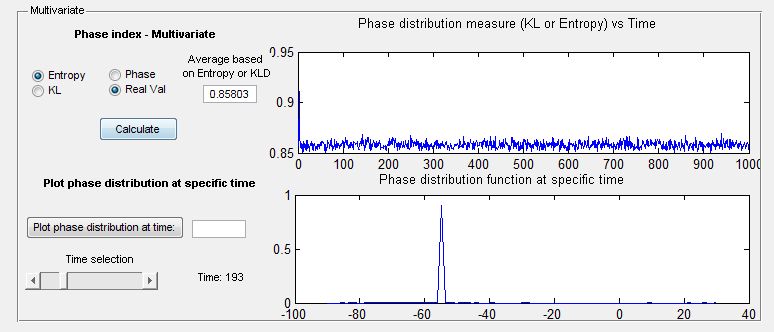 Multivariate
Phase index - Multivariate
Entropy
KL
Phase
Real Val
Average based
on Entropy or KLD
0.85803
Calculate
Phase distribution measure (KL or Entropy) vs Time
0.95
0.9
0.85
0 100 200 300 400 500 600 700 800 900 1000
Plot phase distribution at specific time
Plot phase distribution at time:
Time selection
Time: 193
Phase distribution function at specific time
1
0.5
0
-100 -80 -60 -40 -20 0 20 40